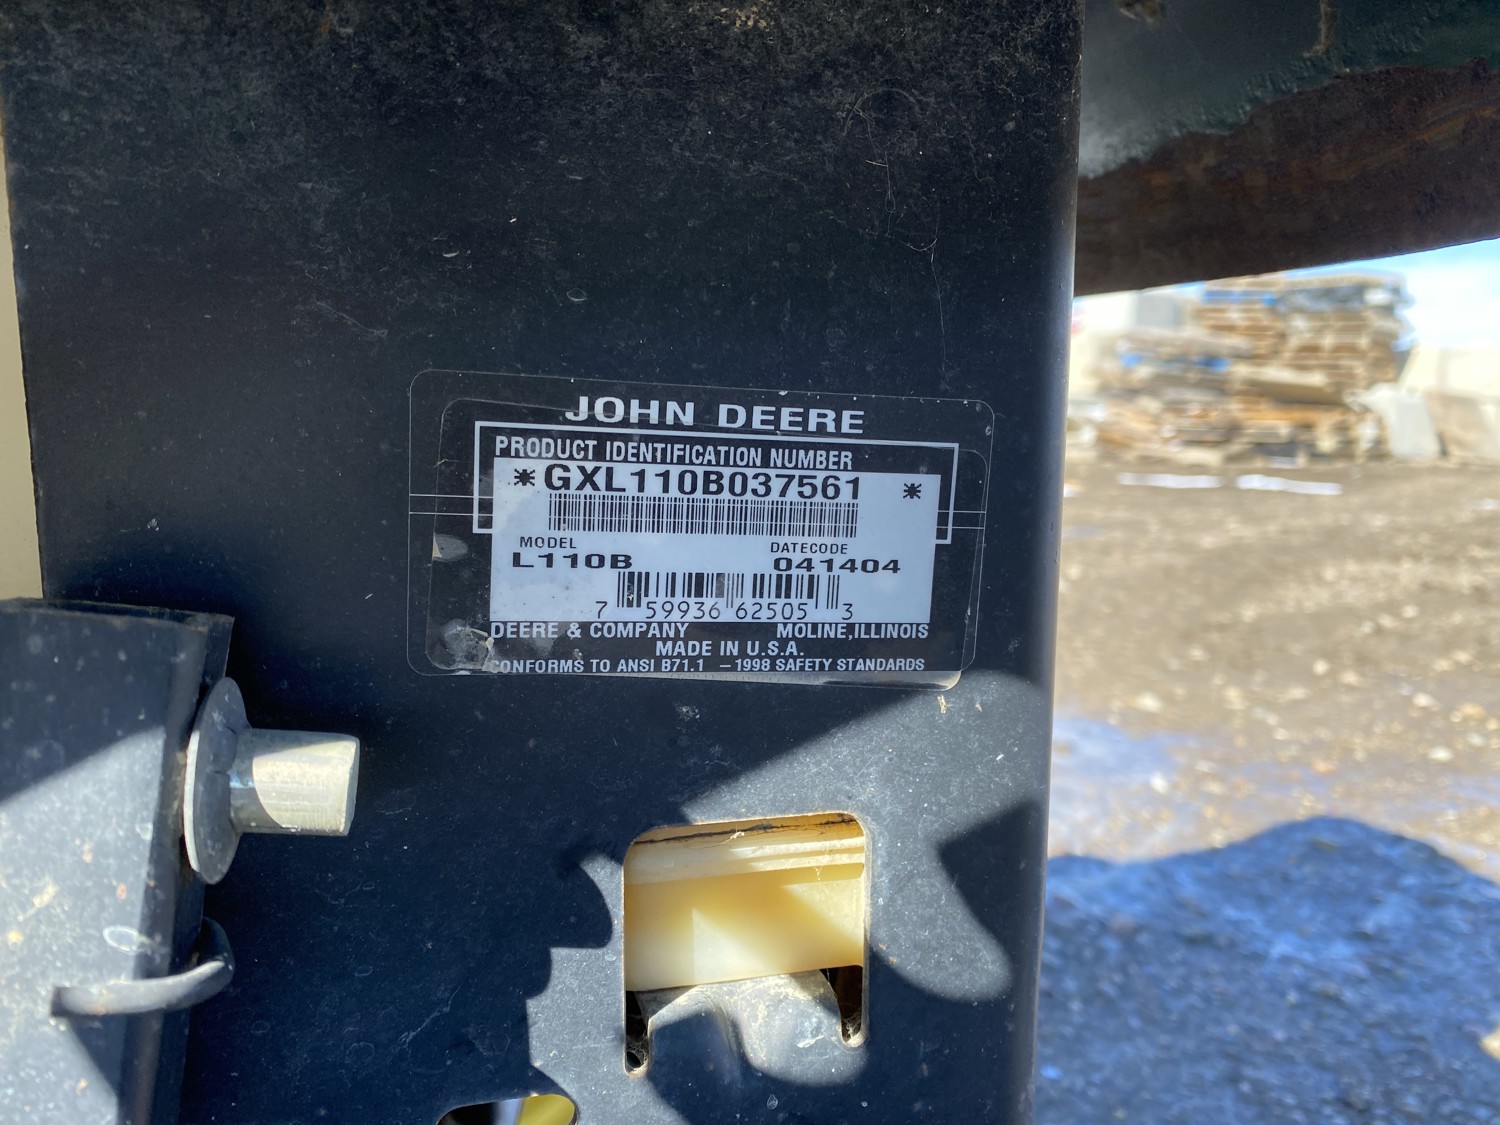 JOHN DEERE
PRODUCT IDENTIFICATION NUMBER
*GXL110B037561 *
MODEL DATECODE
L110B 041404
7 59936 62505 3
DEERE & COMPANY MOLINE,ILLINOIS
MADE IN U.S.A.
CONFORMS TO ANSI B71.1 –1998 SAFETY STANDARDS